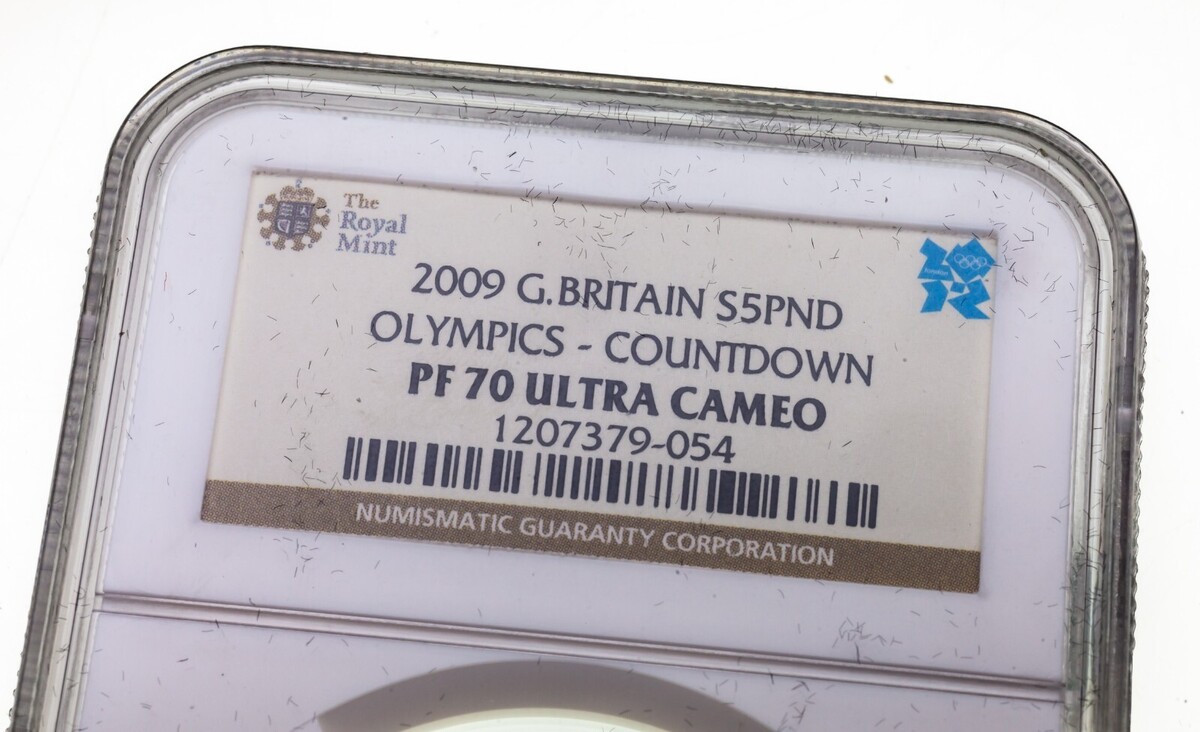 The
Royal
Mint
2009 G.BRITAIN S5PND
OLYMPICS - COUNTDOWN
PF 70 ULTRA CAMEO
1207379-054
NUMISMATIC GUARANTY CORPORATION